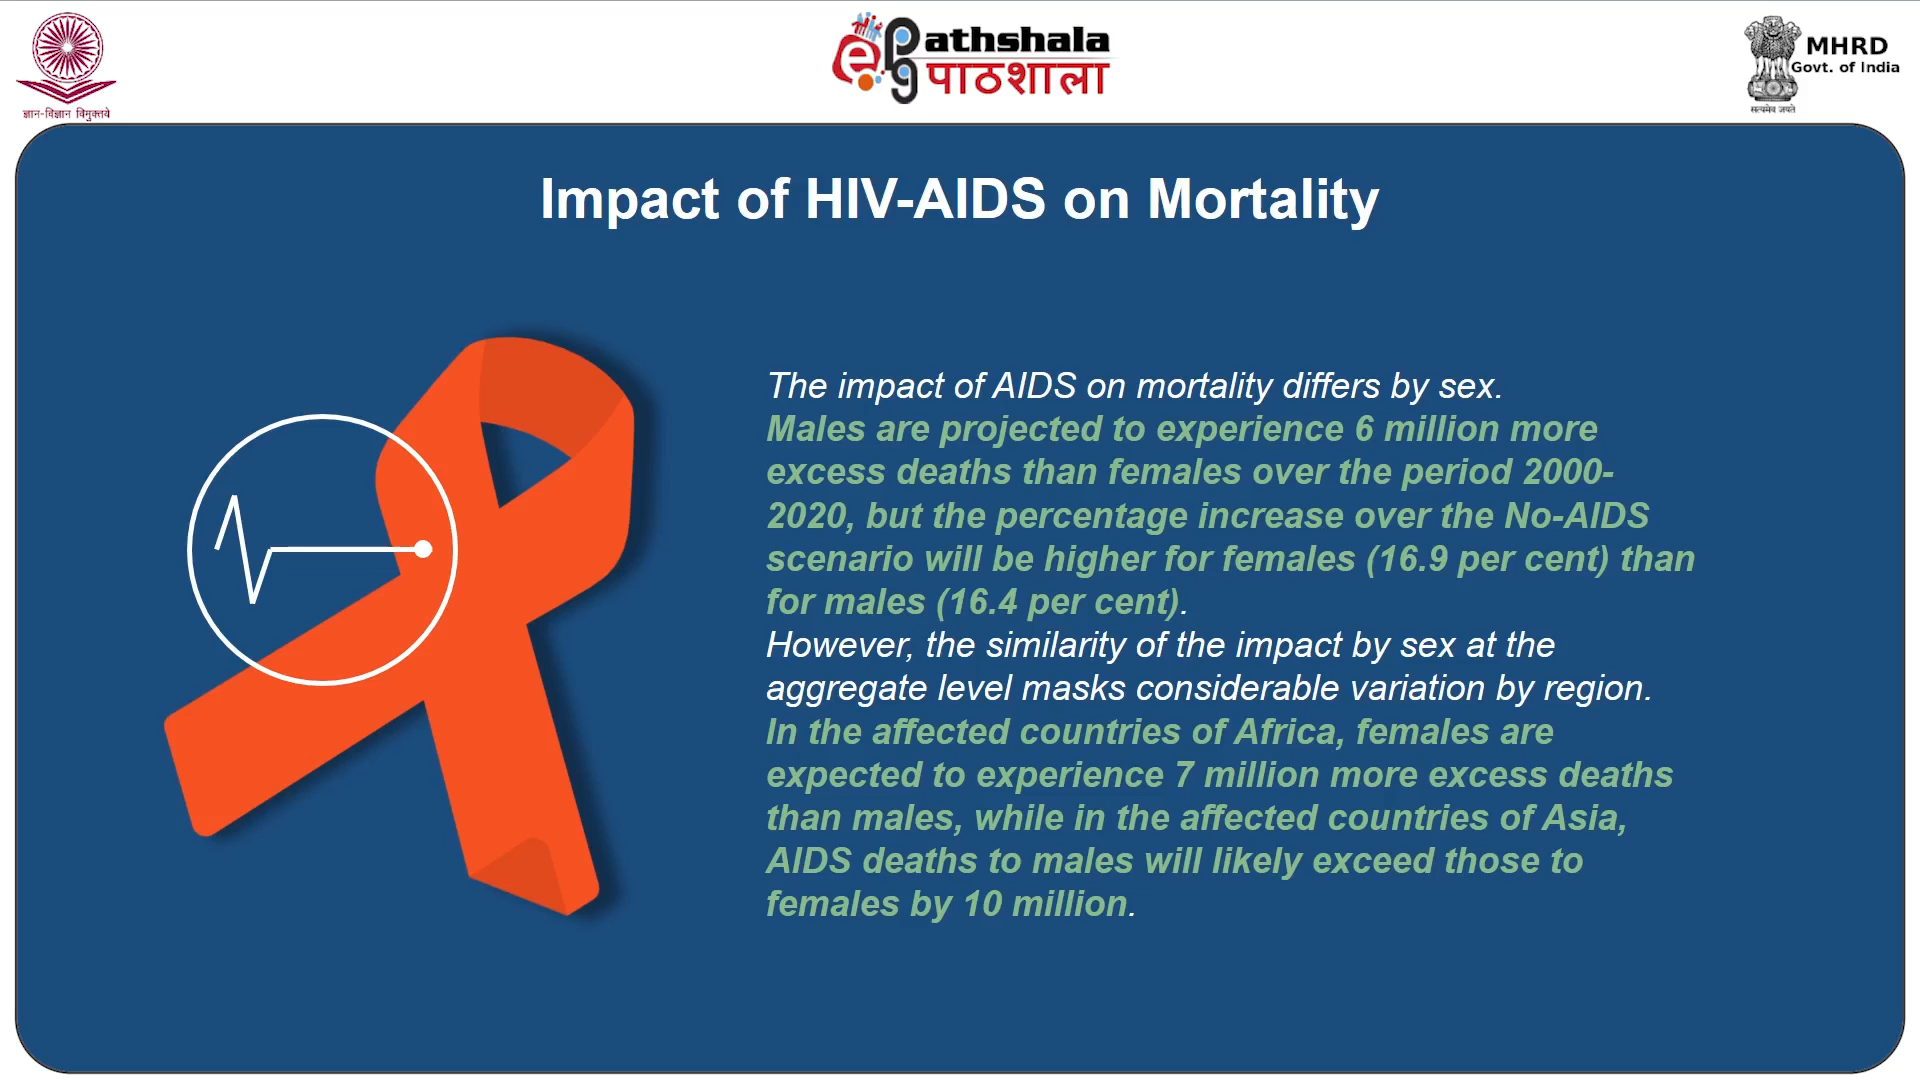 ज्ञान-विज्ञान विमुक्तये
ePG Pathshala
पाठशाला
MHRD
Govt. of India
सत्यमेव जयते
Impact of HIV-AIDS on Mortality
The impact of AIDS on mortality differs by sex.
Males are projected to experience 6 million more
excess deaths than females over the period 2000-
2020, but the percentage increase over the No-AIDS
scenario will be higher for females (16.9 per cent) than
for males (16.4 per cent).
However, the similarity of the impact by sex at the
aggregate level masks considerable variation by region.
In the affected countries of Africa, females are
expected to experience 7 million more excess deaths
than males, while in the affected countries of Asia,
AIDS deaths to males will likely exceed those to
females by 10 million.